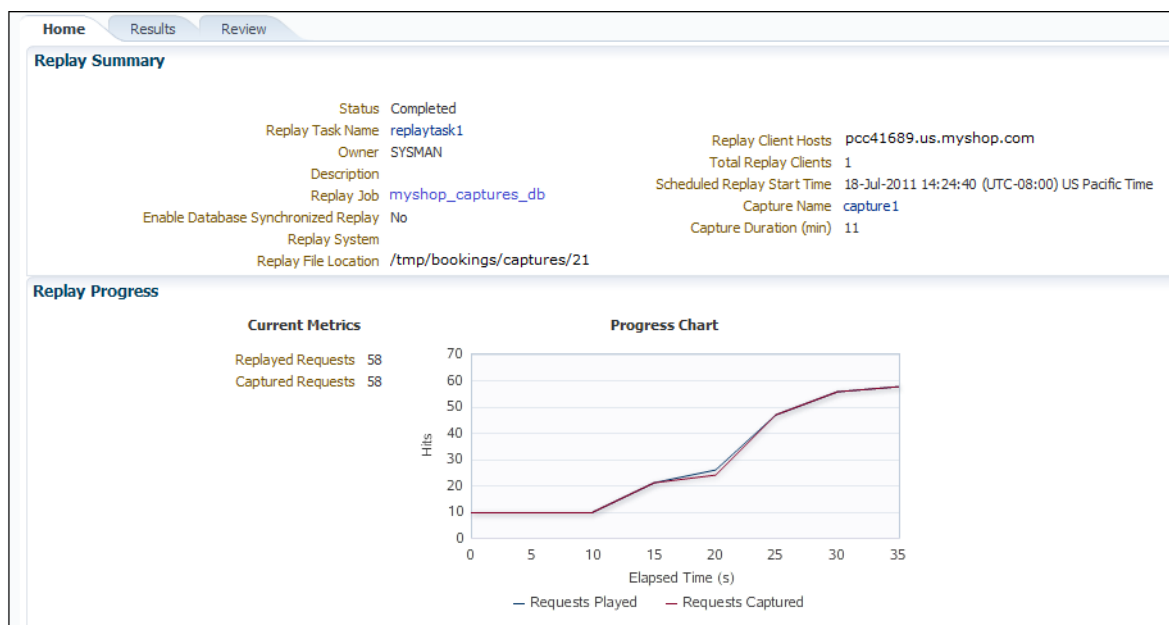 Home Results Review
Replay Summary
Status Completed
Replay Task Name replaytask1
Owner SYSMAN
Description
Replay Job myshop_captures_db
Enable Database Synchronized Replay No
Replay System
Replay File Location /tmp/bookings/captures/21
Replay Client Hosts pcc41689.us.myshop.com
Total Replay Clients 1
Scheduled Replay Start Time 18-Jul-2011 14:24:40 (UTC-08:00) US Pacific Time
Capture Name capture1
Capture Duration (min) 11
Replay Progress
Current Metrics
Replayed Requests 58
Captured Requests 58
Progress Chart
70
60
50
40
30
20
10
0
Hits
0 5 10 15 20 25 30 35
Elapsed Time (s)
Requests Played Requests Captured